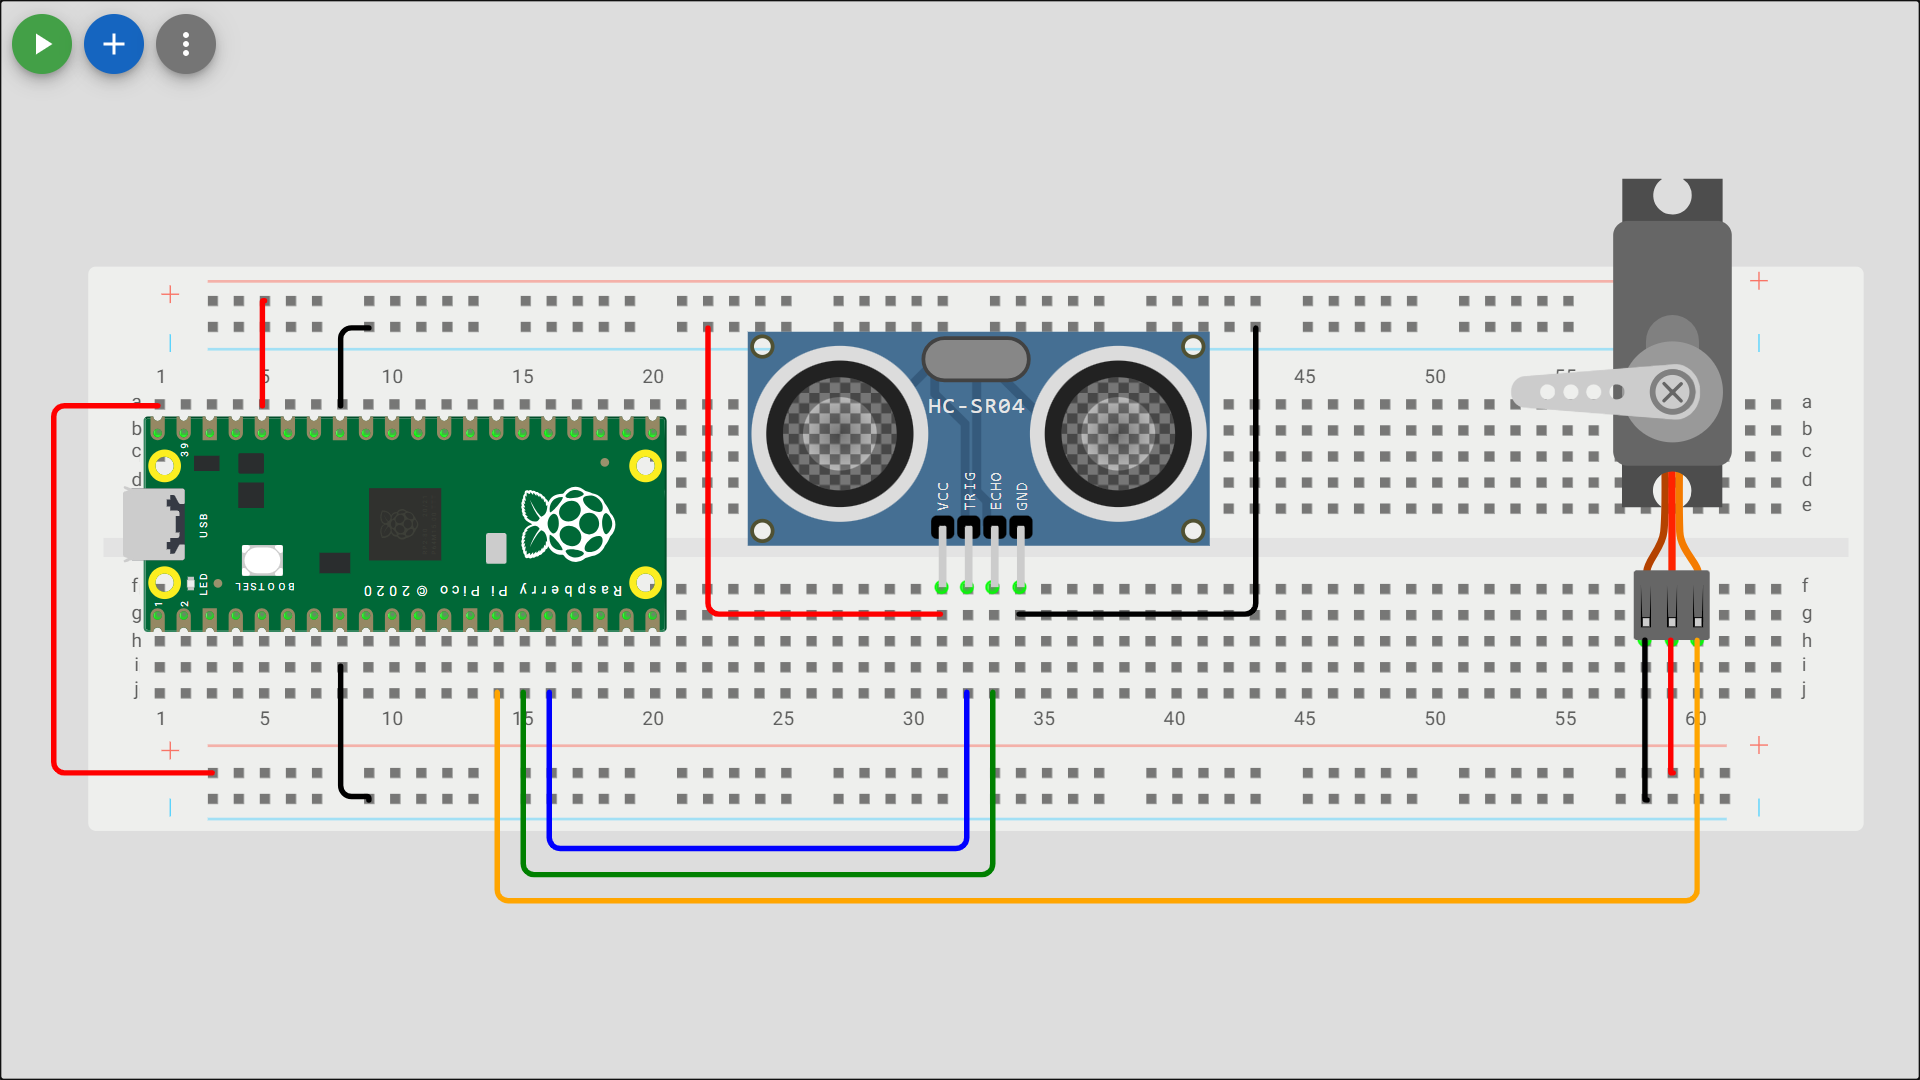 1 5 10 15 20 45 50 55
a a
b b
c c
d d
e
39
HC-SR04
VCC TRIG ECHO GND
USB
LED
BOOTSEL
Raspberry Pi Pico © 2020
1 2
f f
g g
h h
i
j j
1 5 10 15 20 25 30 35 40 45 50 55 60